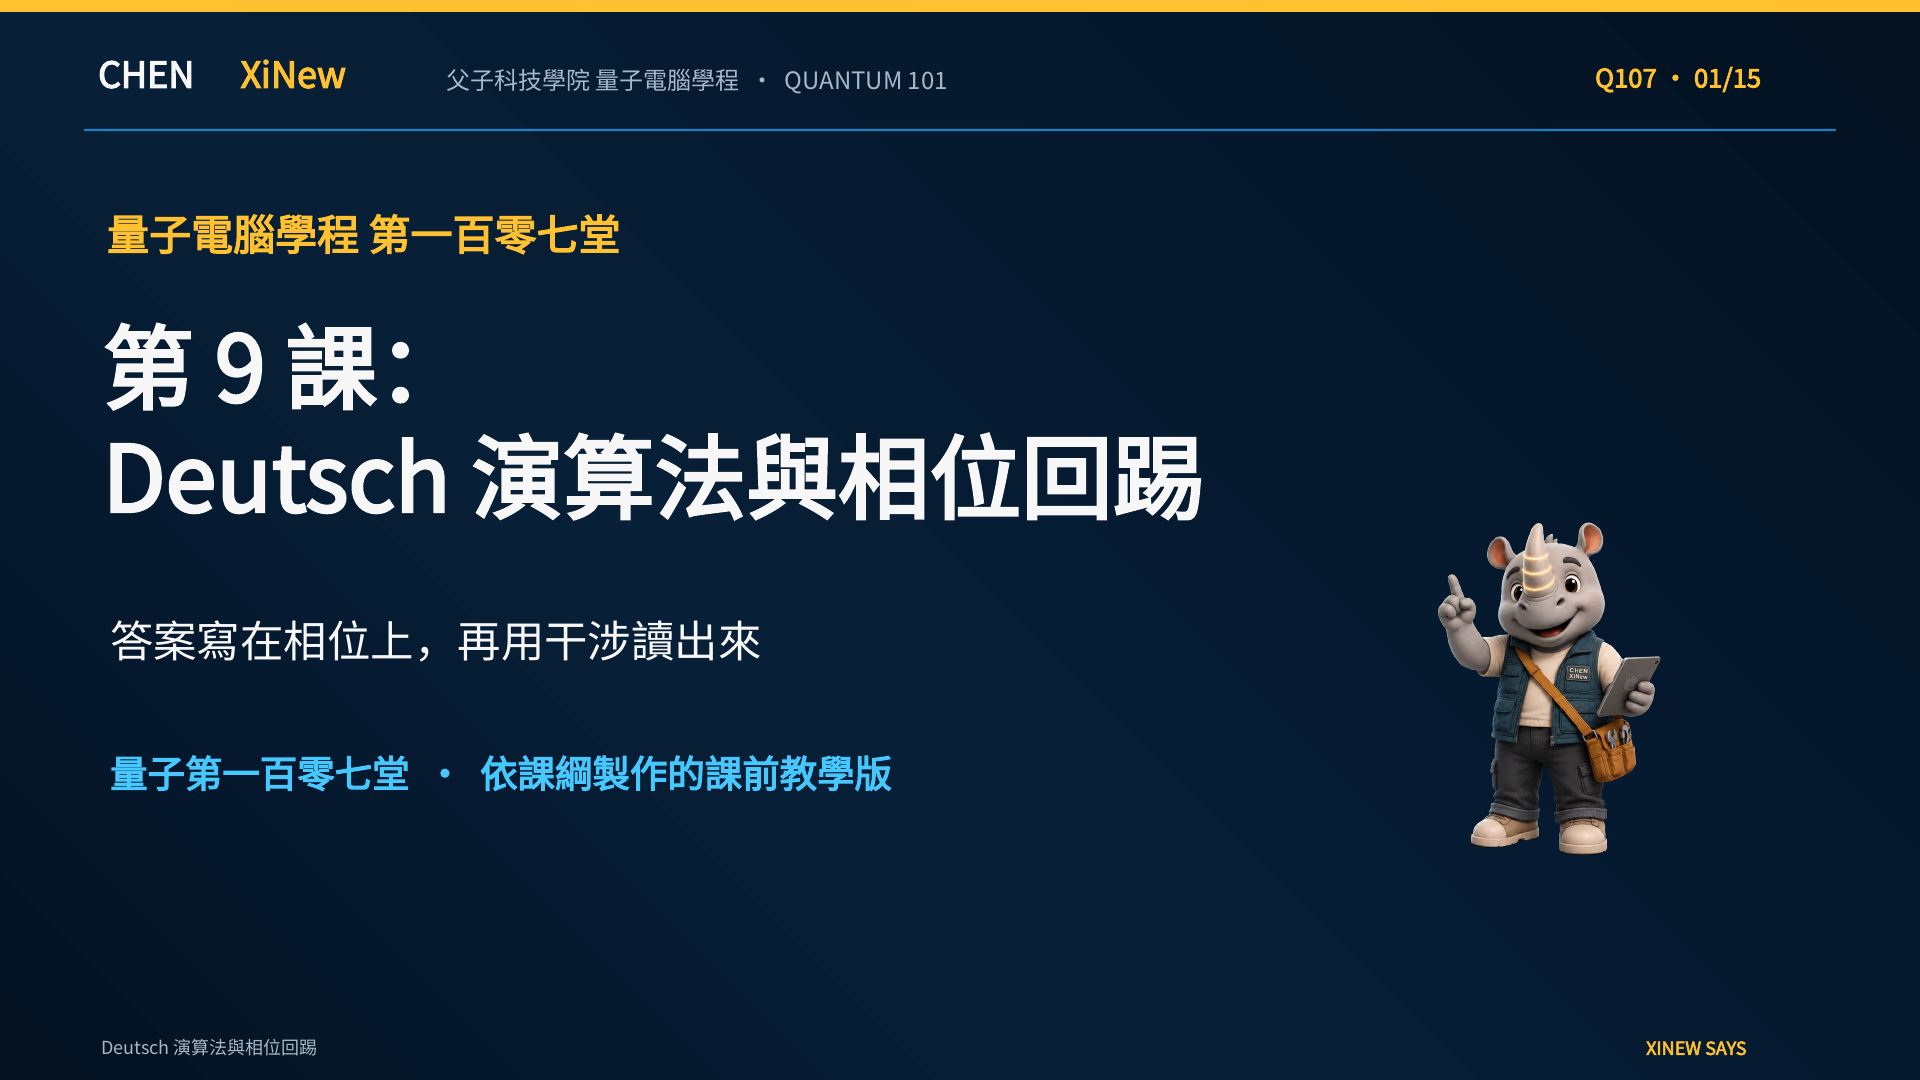 CHEN XiNew 父子科技學院 量子電腦學程 • QUANTUM 101 Q107 • 01/15
量子電腦學程 第一百零七堂
第 9 課：
Deutsch 演算法與相位回踢
答案寫在相位上，再用干涉讀出來
量子第一百零七堂 • 依課綱製作的課前教學版
CHEN
XiNew
Deutsch 演算法與相位回踢
XINEW SAYS